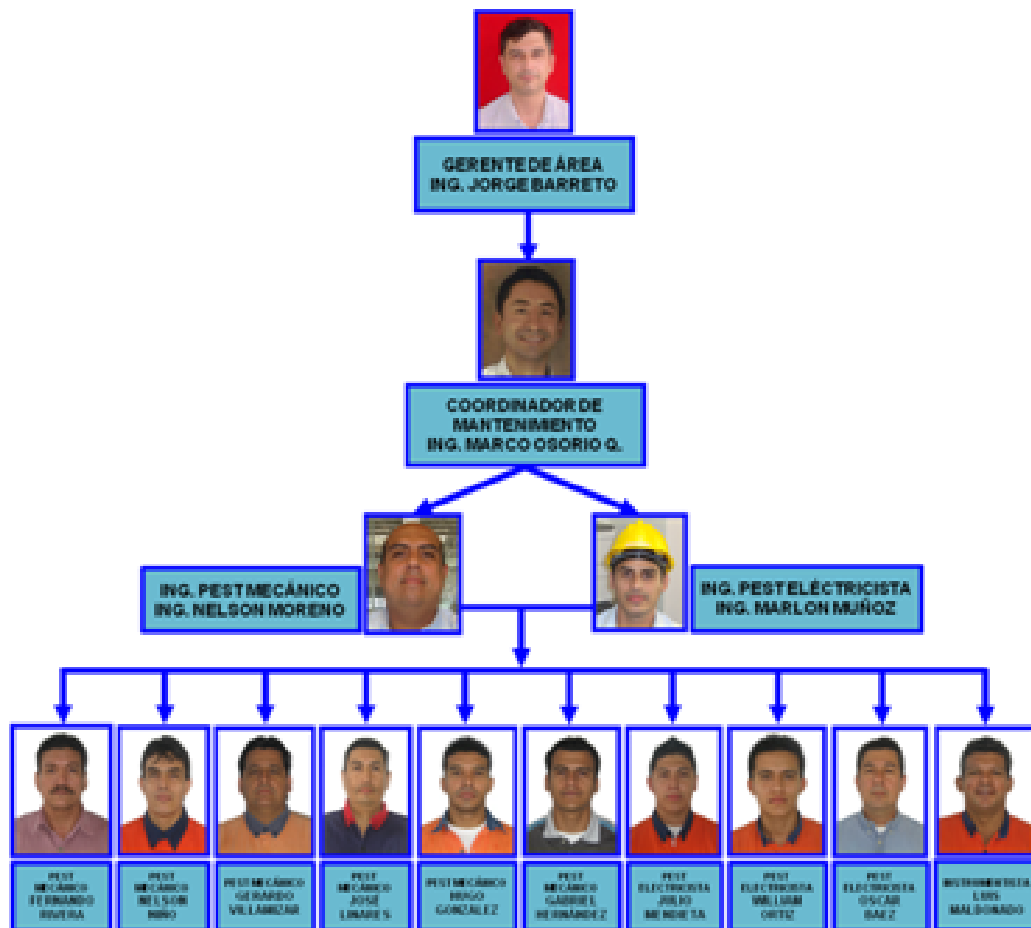 GERENTE DE ÁREA
ING. JORGE BARRETO
COORDINADOR DE
MANTENIMIENTO
ING. MARCO OSORIO Q.
ING. PEST MECÁNICO
ING. NELSON MORENO
ING. PEST ELÉCTRICISTA
ING. MARLON MUÑOZ
PEST
MECÁNICO
FERNANDO
RIVERA
PEST
MECÁNICO
NELSON
NIÑO
PEST MECÁNICO
GERARDO
VILLAMIZAR
PEST
MECÁNICO
JOSÉ
LINARES
PEST MECÁNICO
HUGO
GONZÁLEZ
PEST
MECÁNICO
GABRIEL
HERNÁNDEZ
PEST
ELECTRICISTA
JULIO
MENDIETA
PEST
ELECTRICISTA
WILLIAM
ORTIZ
PEST
ELECTRICISTA
OSCAR
BAEZ
INSTRUMENTISTA
LUIS
MALDONADO